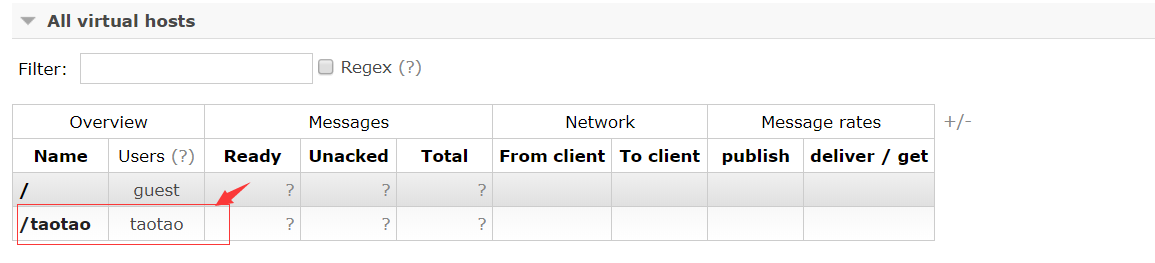 All virtual hosts
Filter: Regex (?)
Overview Messages Network Message rates +/-
Name Users (?) Ready Unacked Total From client To client publish deliver / get
/ guest ? ? ?
/taotao taotao ? ? ?